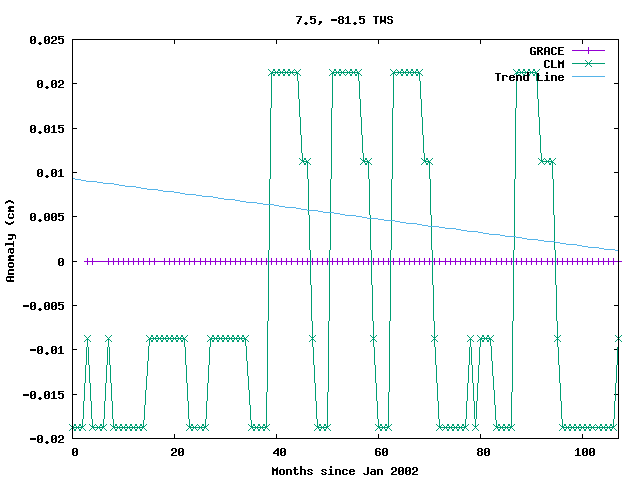 7.5, -81.5 TWS
GRACE
CLM
Trend Line
0.025
0.02
0.015
0.01
0.005
0
-0.005
-0.01
-0.015
-0.02
Anomaly (cm)
0 20 40 60 80 100
Months since Jan 2002